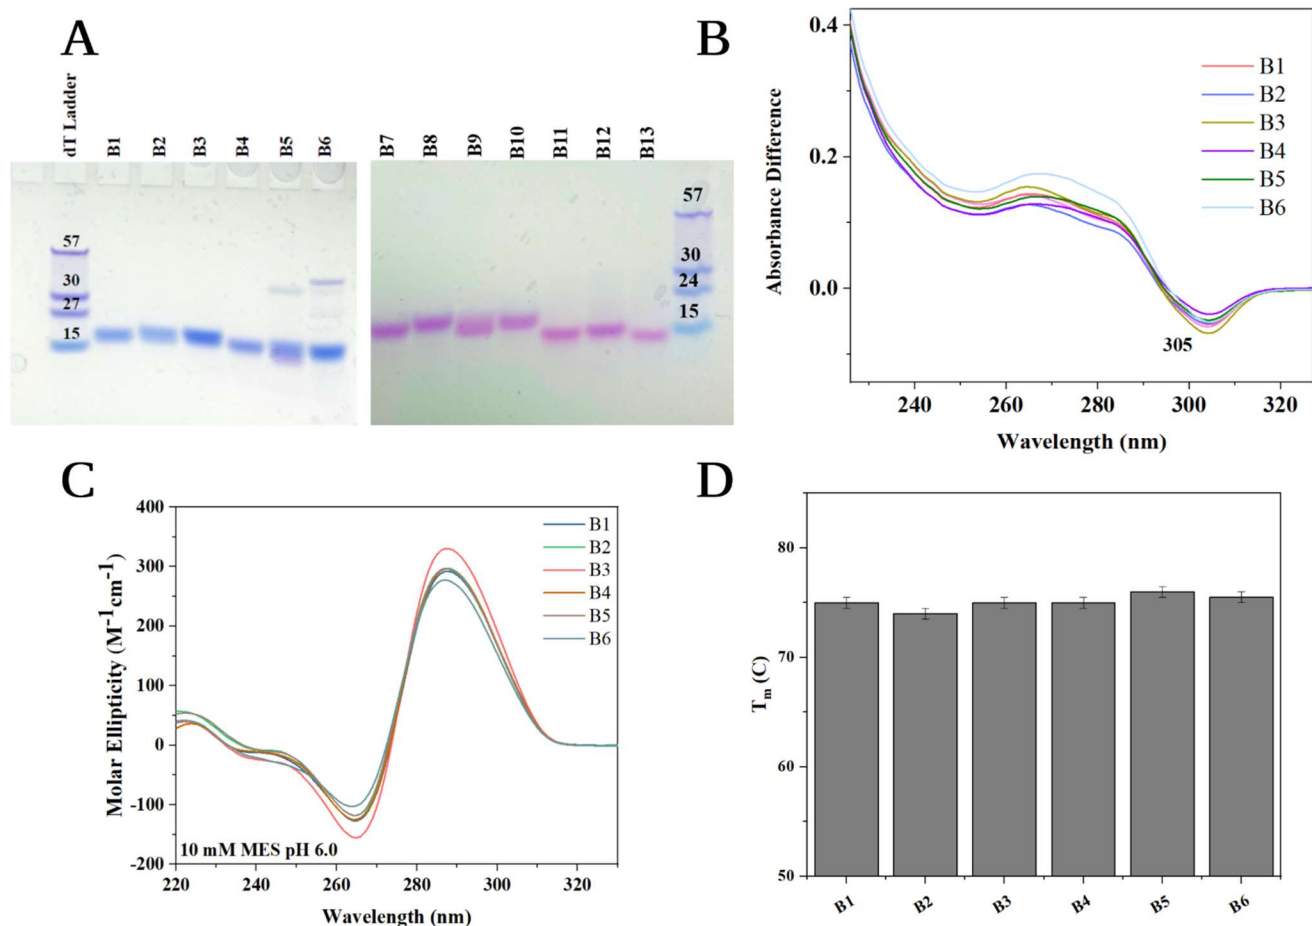 A
dT Ladder
B1
B2
B3
B4
B5
B6
57
30
27
15
B7
B8
B9
B10
B11
B12
B13
57
30
24
15
B
Absorbance Difference
0.4
0.2
0.0
B1
B2
B3
B4
B5
B6
305
240 260 280 300 320
Wavelength (nm)
C
Molar Ellipticity (M⁻¹cm⁻¹)
400
300
200
100
0
-100
-200
B1
B2
B3
B4
B5
B6
10 mM MES pH 6.0
220 240 260 280 300 320
Wavelength (nm)
D
Tₘ (C)
80
75
70
60
50
B1 B2 B3 B4 B5 B6